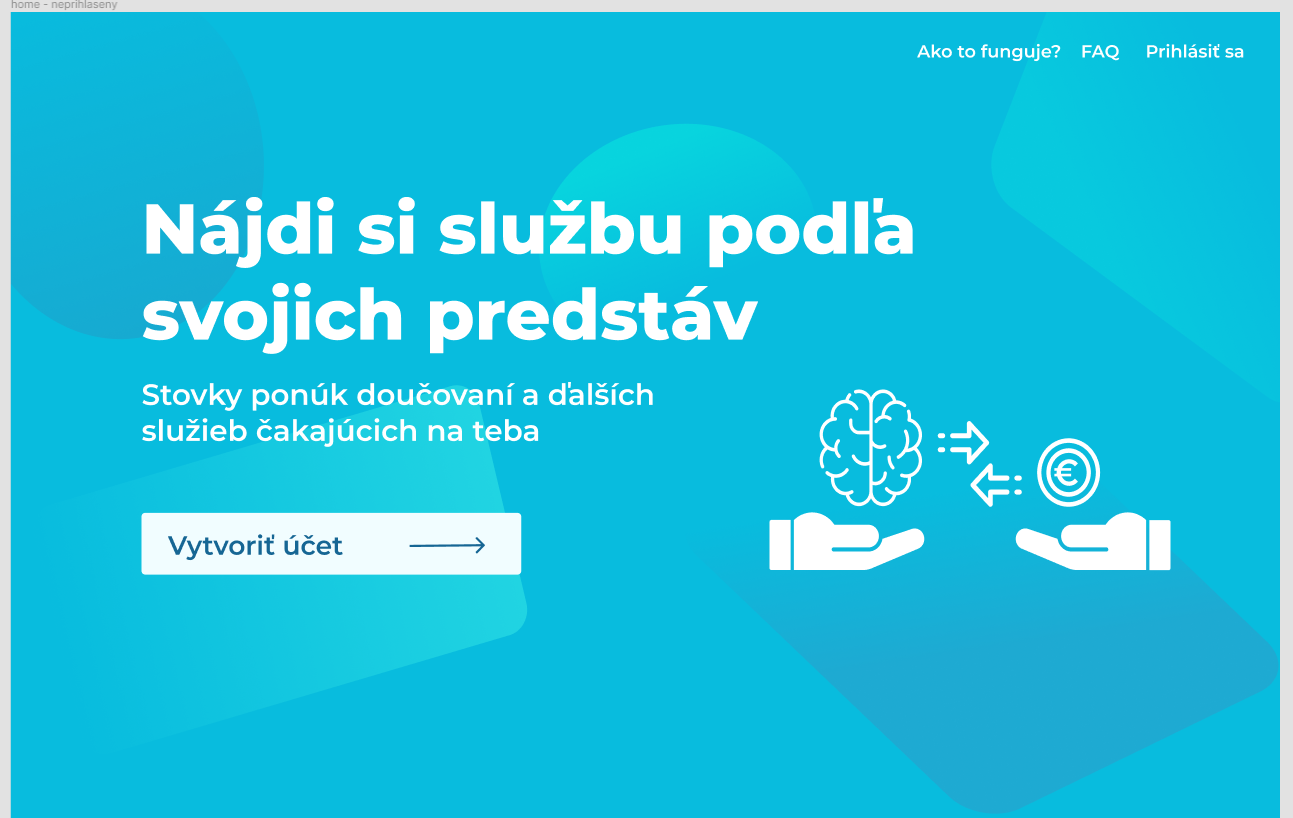 home - neprihlaseny
Ako to funguje? FAQ Prihlásiť sa
Nájdi si službu podľa
svojich predstáv
Stovky ponúk doučovaní a ďalších
služieb čakajúcich na teba
Vytvoriť účet
€